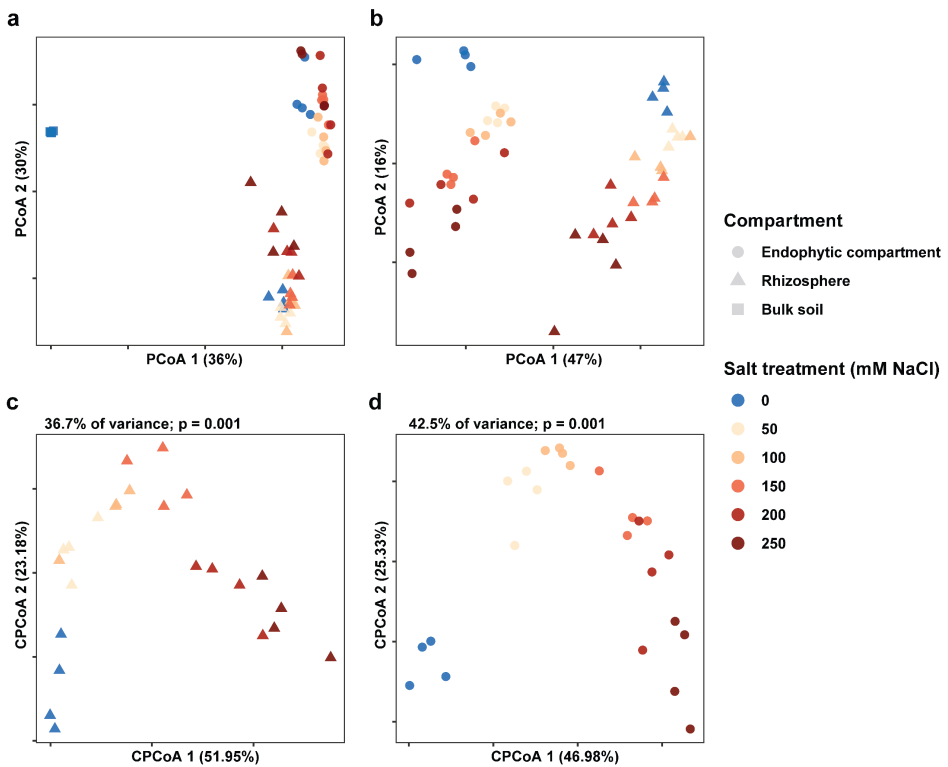 a
b
PCoA 2 (30%)
PCoA 1 (36%)
PCoA 2 (16%)
PCoA 1 (47%)
Compartment
Endophytic compartment
Rhizosphere
Bulk soil
Salt treatment (mM NaCl)
0
50
100
150
200
250
c
d
36.7% of variance; p = 0.001
42.5% of variance; p = 0.001
CPCoA 2 (23.18%)
CPCoA 1 (51.95%)
CPCoA 2 (25.33%)
CPCoA 1 (46.98%)